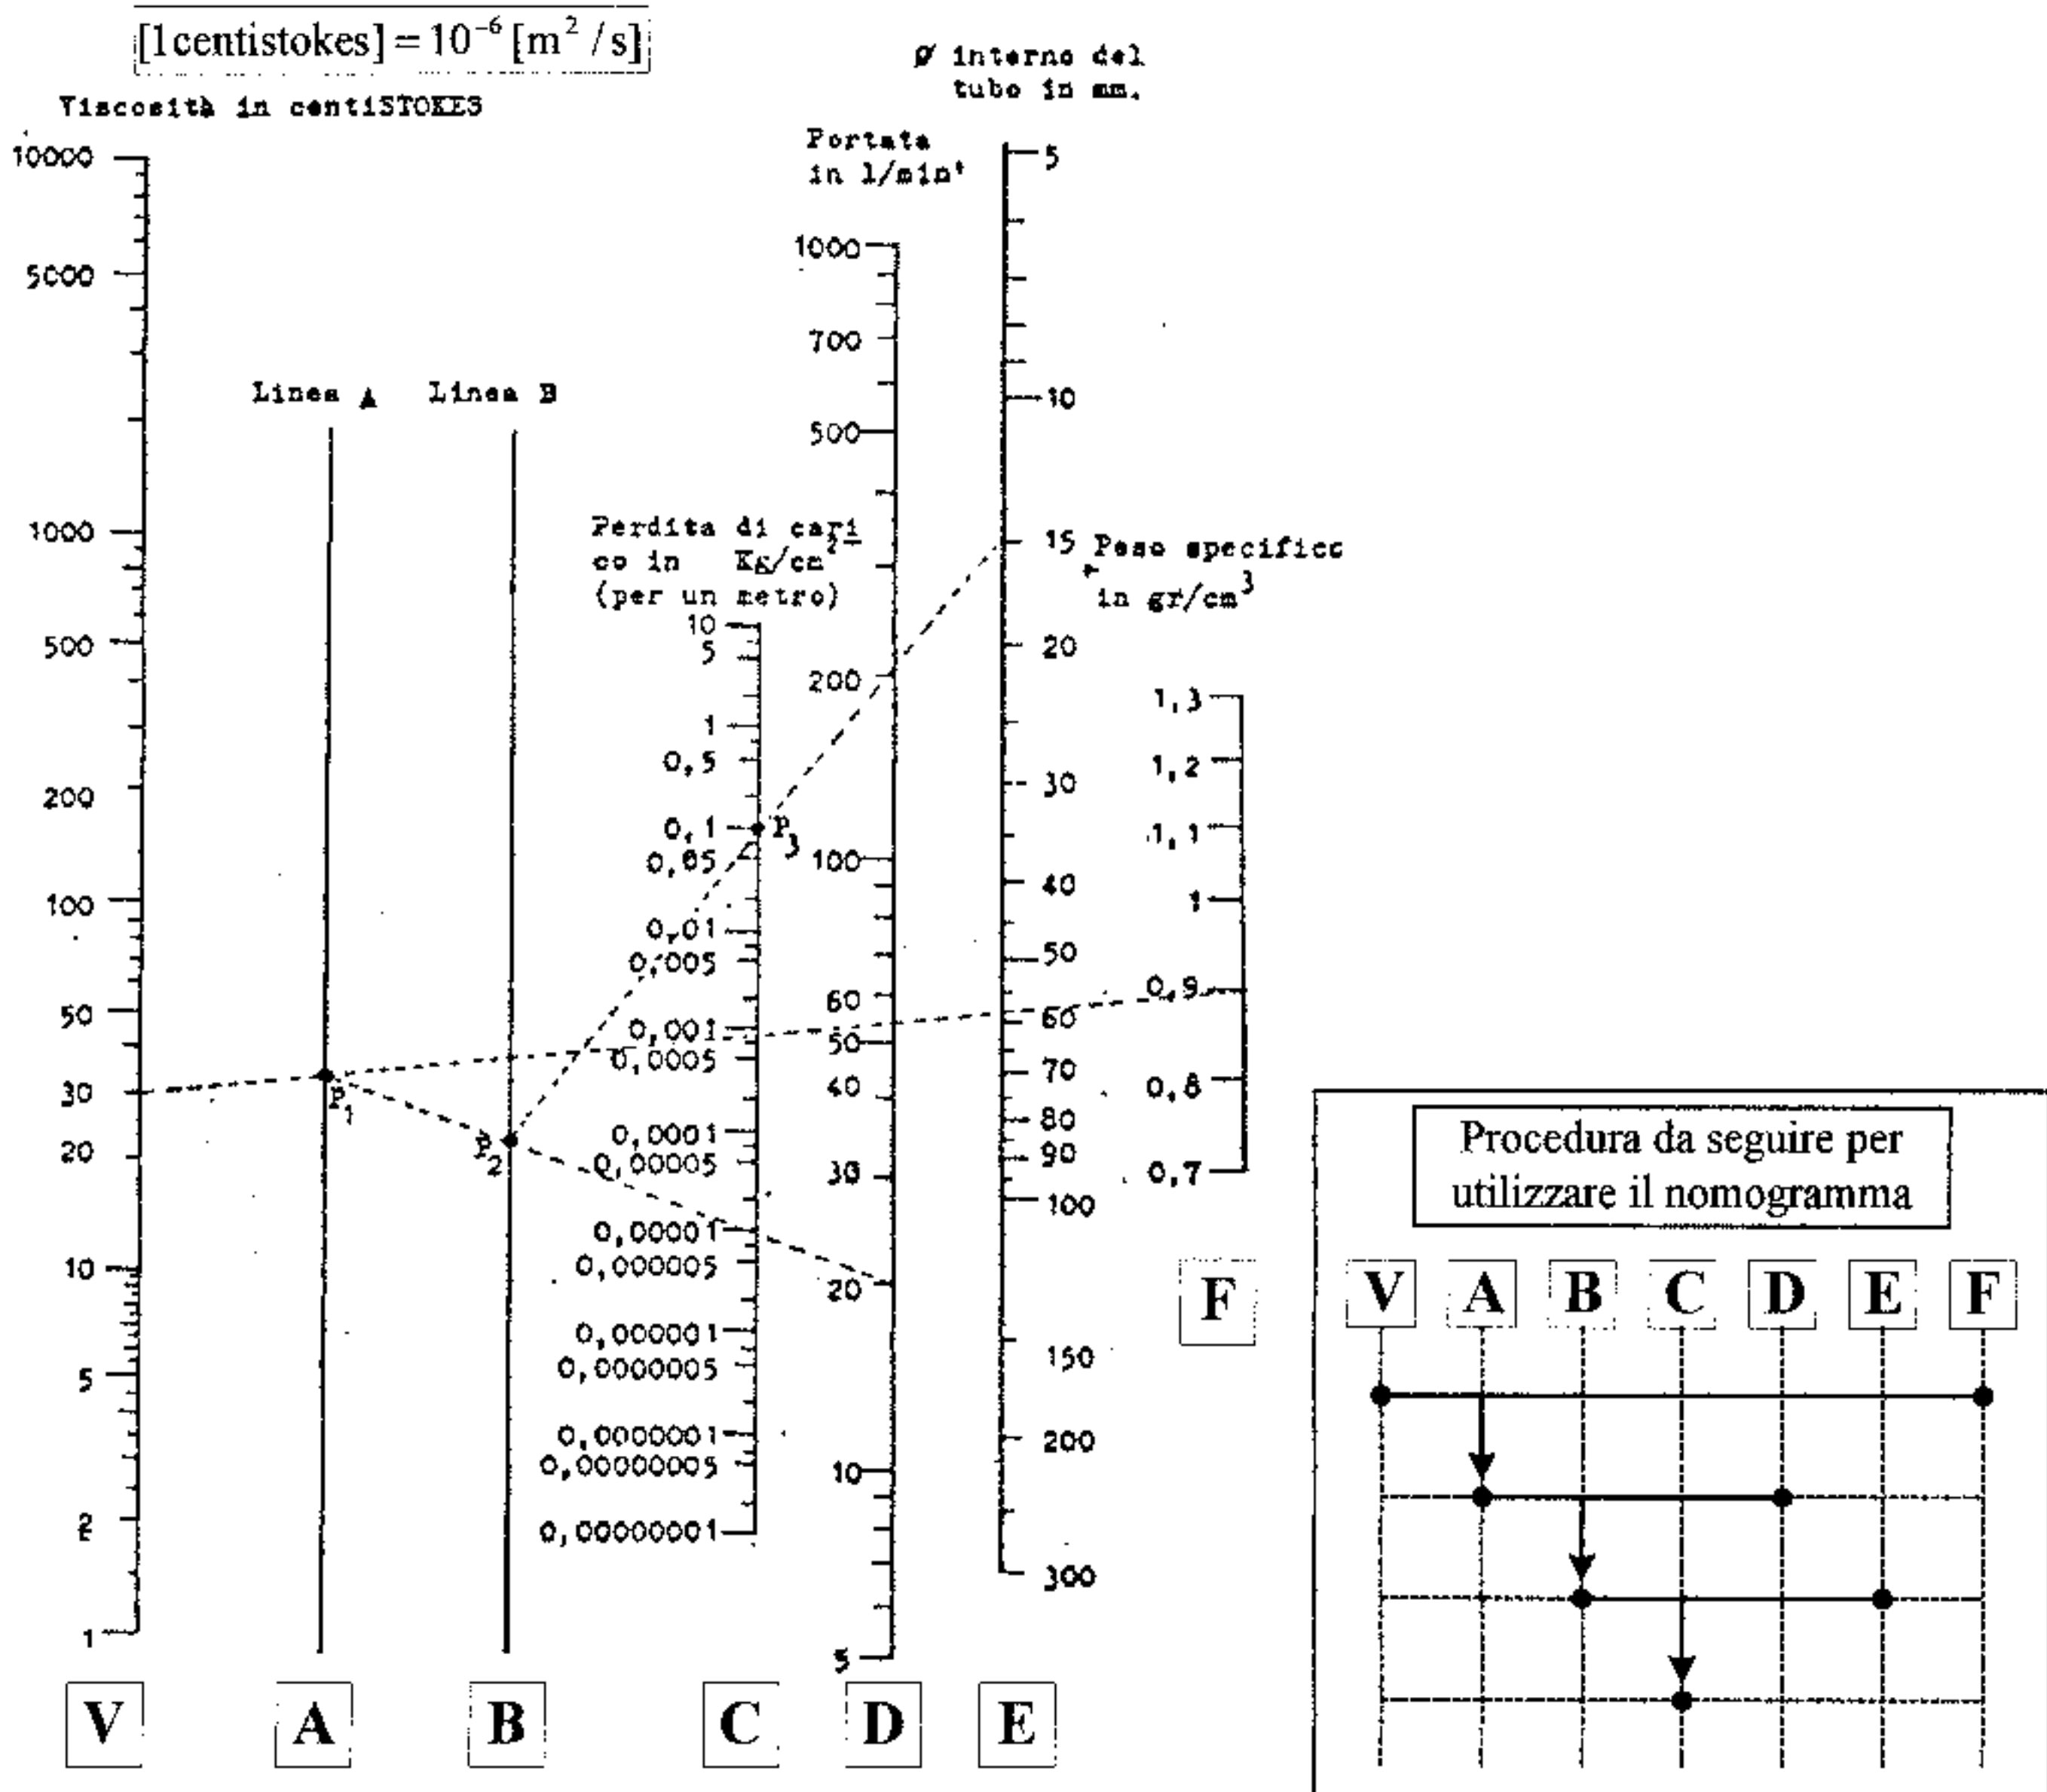 [1centistokes] = 10⁻⁶ [m² / s]
Viscosità in centiSTOKES
10000
5000
1000
500
200
100
50
30
20
10
5
2
1
Linea A
Linea B
P1
P2
Perdita di cari
co in Kg/cm²
(per un metro)
10
5
1
0,5
0,1
0,05
0,01
0,005
0,001
0,0005
0,0001
0,00005
0,00001
0,000005
0,000001
0,0000005
0,0000001
0,00000005
0,00000001
P3
Portata
in l/min'
1000
700
500
200
100
60
50
40
30
20
10
5
Ø interno del
tubo in mm.
5
10
15
20
30
40
50
60
70
80
90
100
150
200
300
Peso specifico
in gr/cm³
1,3
1,2
1,1
1
0,9
0,8
0,7
F
V
A
B
C
D
E
Procedura da seguire per
utilizzare il nomogramma
V A B C D E F